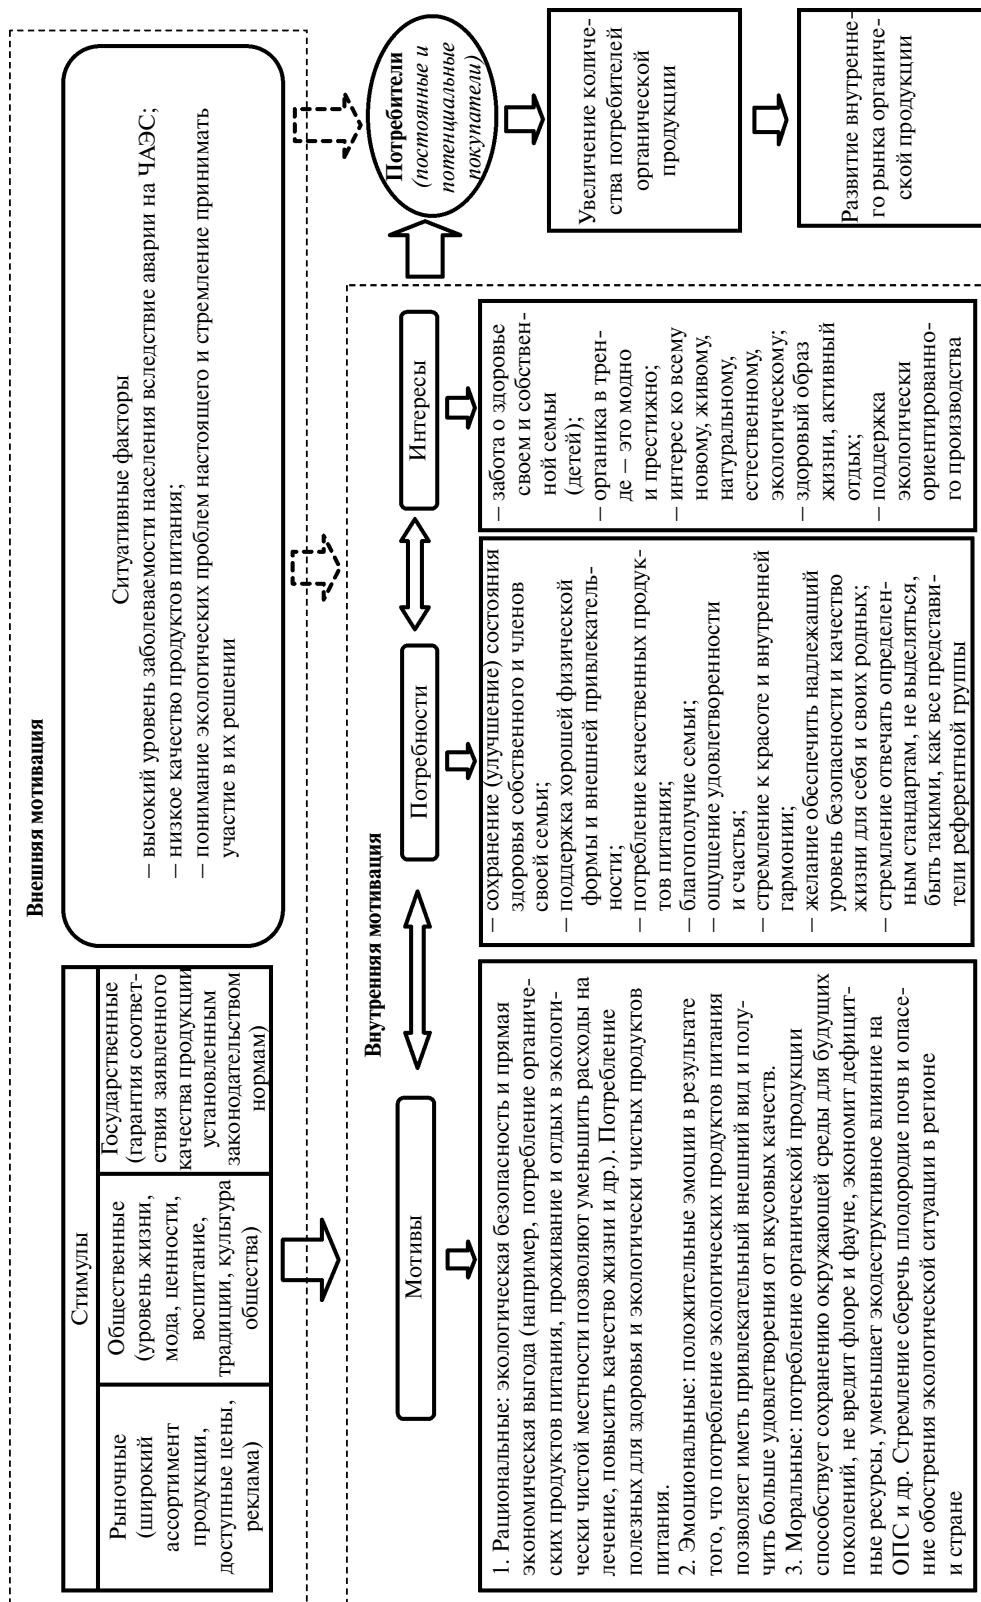 Внешняя мотивация
Стимулы
Рыночные
(широкий
ассортимент
продукции,
доступные цены,
реклама)
Общественные
(уровень жизни,
мода, ценности,
воспитание,
традиции, культура
общества)
Государственные
(гарантия соответ-
ствия заявленного
качества продукции
установленным
законодательством
нормам)
Ситуативные факторы
– высокий уровень заболеваемости населения вследствие аварии на ЧАЭС;
– низкое качество продуктов питания;
– понимание экологических проблем настоящего и стремление принимать
участие в их решении
Внутренняя мотивация
Мотивы
Потребности
Интересы
1. Рациональные: экологическая безопасность и прямая
экономическая выгода (например, потребление органиче-
ских продуктов питания, проживание и отдых в экологи-
чески чистой местности позволяют уменьшить расходы на
лечение, повысить качество жизни и др.). Потребление
полезных для здоровья и экологически чистых продуктов
питания.
2. Эмоциональные: положительные эмоции в результате
того, что потребление экологических продуктов питания
позволяет иметь привлекательный внешний вид и полу-
чить больше удовлетворения от вкусовых качеств.
3. Моральные: потребление органической продукции
способствует сохранению окружающей среды для будущих
поколений, не вредит флоре и фауне, экономит дефицит-
ные ресурсы, уменьшает экодеструктивное влияние на
ОПС и др. Стремление сберечь плодородие почв и опасе-
ние обострения экологической ситуации в регионе
и стране
– сохранение (улучшение) состояния
здоровья собственного и членов
своей семьи;
– поддержка хорошей физической
формы и внешней привлекатель-
ности;
– потребление качественных продук-
тов питания;
– благополучие семьи;
– ощущение удовлетворенности
и счастья;
– стремление к красоте и внутренней
гармонии;
– желание обеспечить надлежащий
уровень безопасности и качество
жизни для себя и своих родных;
– стремление отвечать определен-
ным стандартам, не выделяться,
быть такими, как все представи-
тели референтной группы
– забота о здоровье
своем и собствен-
ной семьи
(детей);
– органика в трен-
де – это модно
и престижно;
– интерес ко всему
новому, живому,
натуральному,
естественному,
экологическому;
– здоровый образ
жизни, активный
отдых;
– поддержка
экологически
ориентированно-
го производства
Потребители
(постоянные и
потенциальные
покупатели)
Увеличение количе-
ства потребителей
органической
продукции
Развитие внутренне-
го рынка органиче-
ской продукции